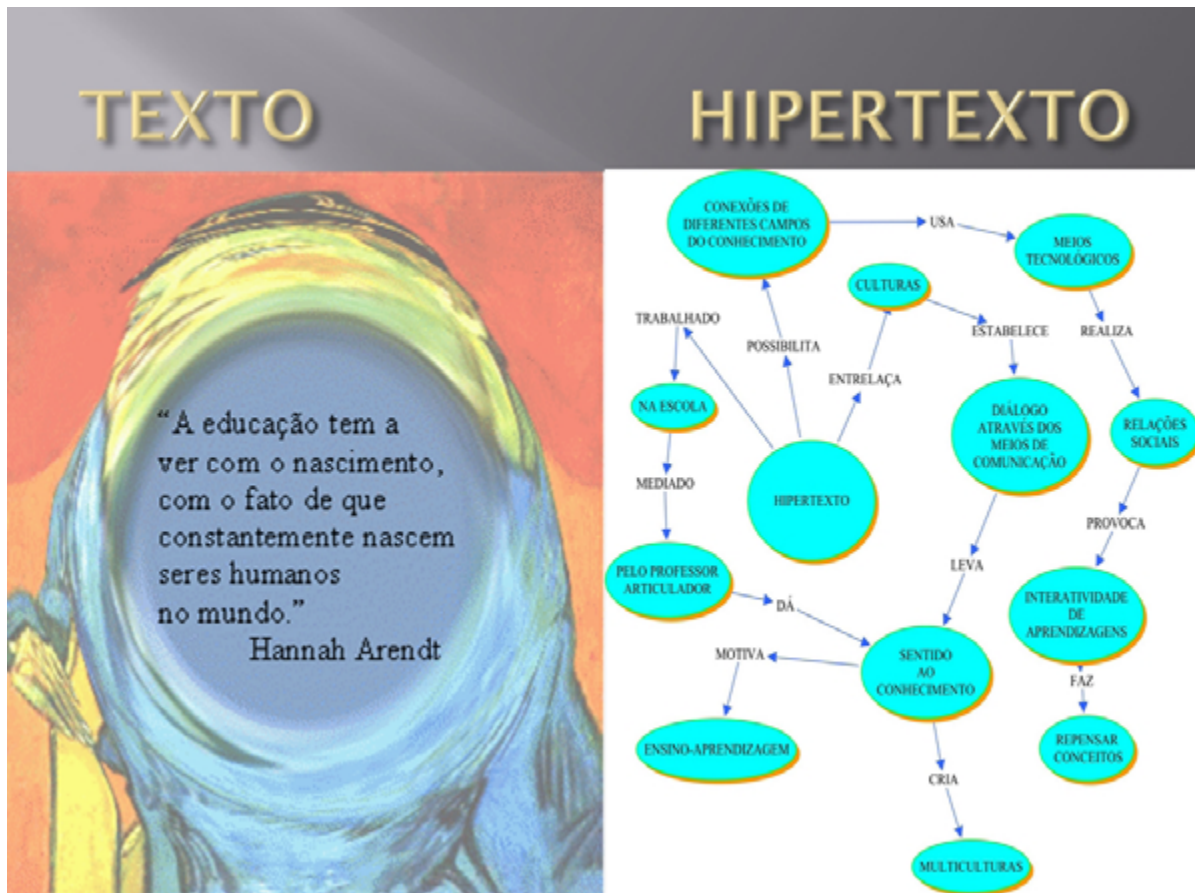 TEXTO
HIPERTEXTO
“A educação tem a
ver com o nascimento,
com o fato de que
constantemente nascem
seres humanos
no mundo.”
Hannah Arendt
CONEXÕES DE
DIFERENTES CAMPOS
DO CONHECIMENTO
USA
MEIOS
TECNOLÓGICOS
CULTURAS
TRABALHADO
POSSIBILITA
ESTABELECE
REALIZA
ENTRELAÇA
NA ESCOLA
DIÁLOGO
ATRAVÉS DOS
MEIOS DE
COMUNICAÇÃO
RELAÇÕES
SOCIAIS
MEDIADO
HIPERTEXTO
PROVOCA
PELO PROFESSOR
ARTICULADOR
LEVA
DÁ
INTERATIVIDADE
DE
APRENDIZAGENS
MOTIVA
SENTIDO
AO
CONHECIMENTO
FAZ
ENSINO-APRENDIZAGEM
REPENSAR
CONCEITOS
CRIA
MULTICULTURAS